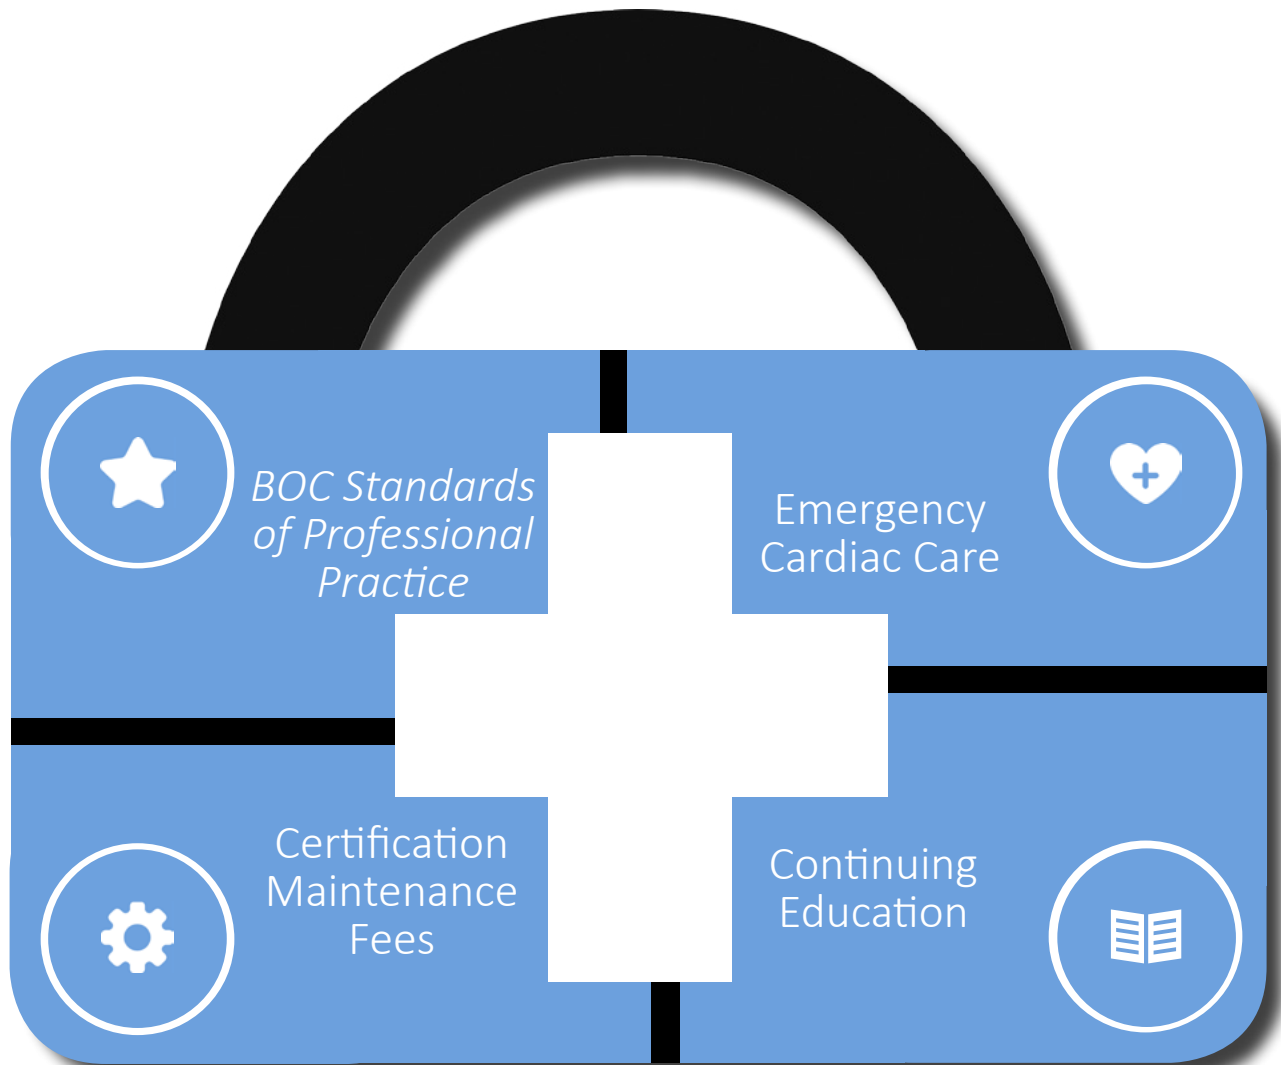 BOC Standards
of Professional
Practice
Emergency
Cardiac Care
Certification
Maintenance
Fees
Continuing
Education